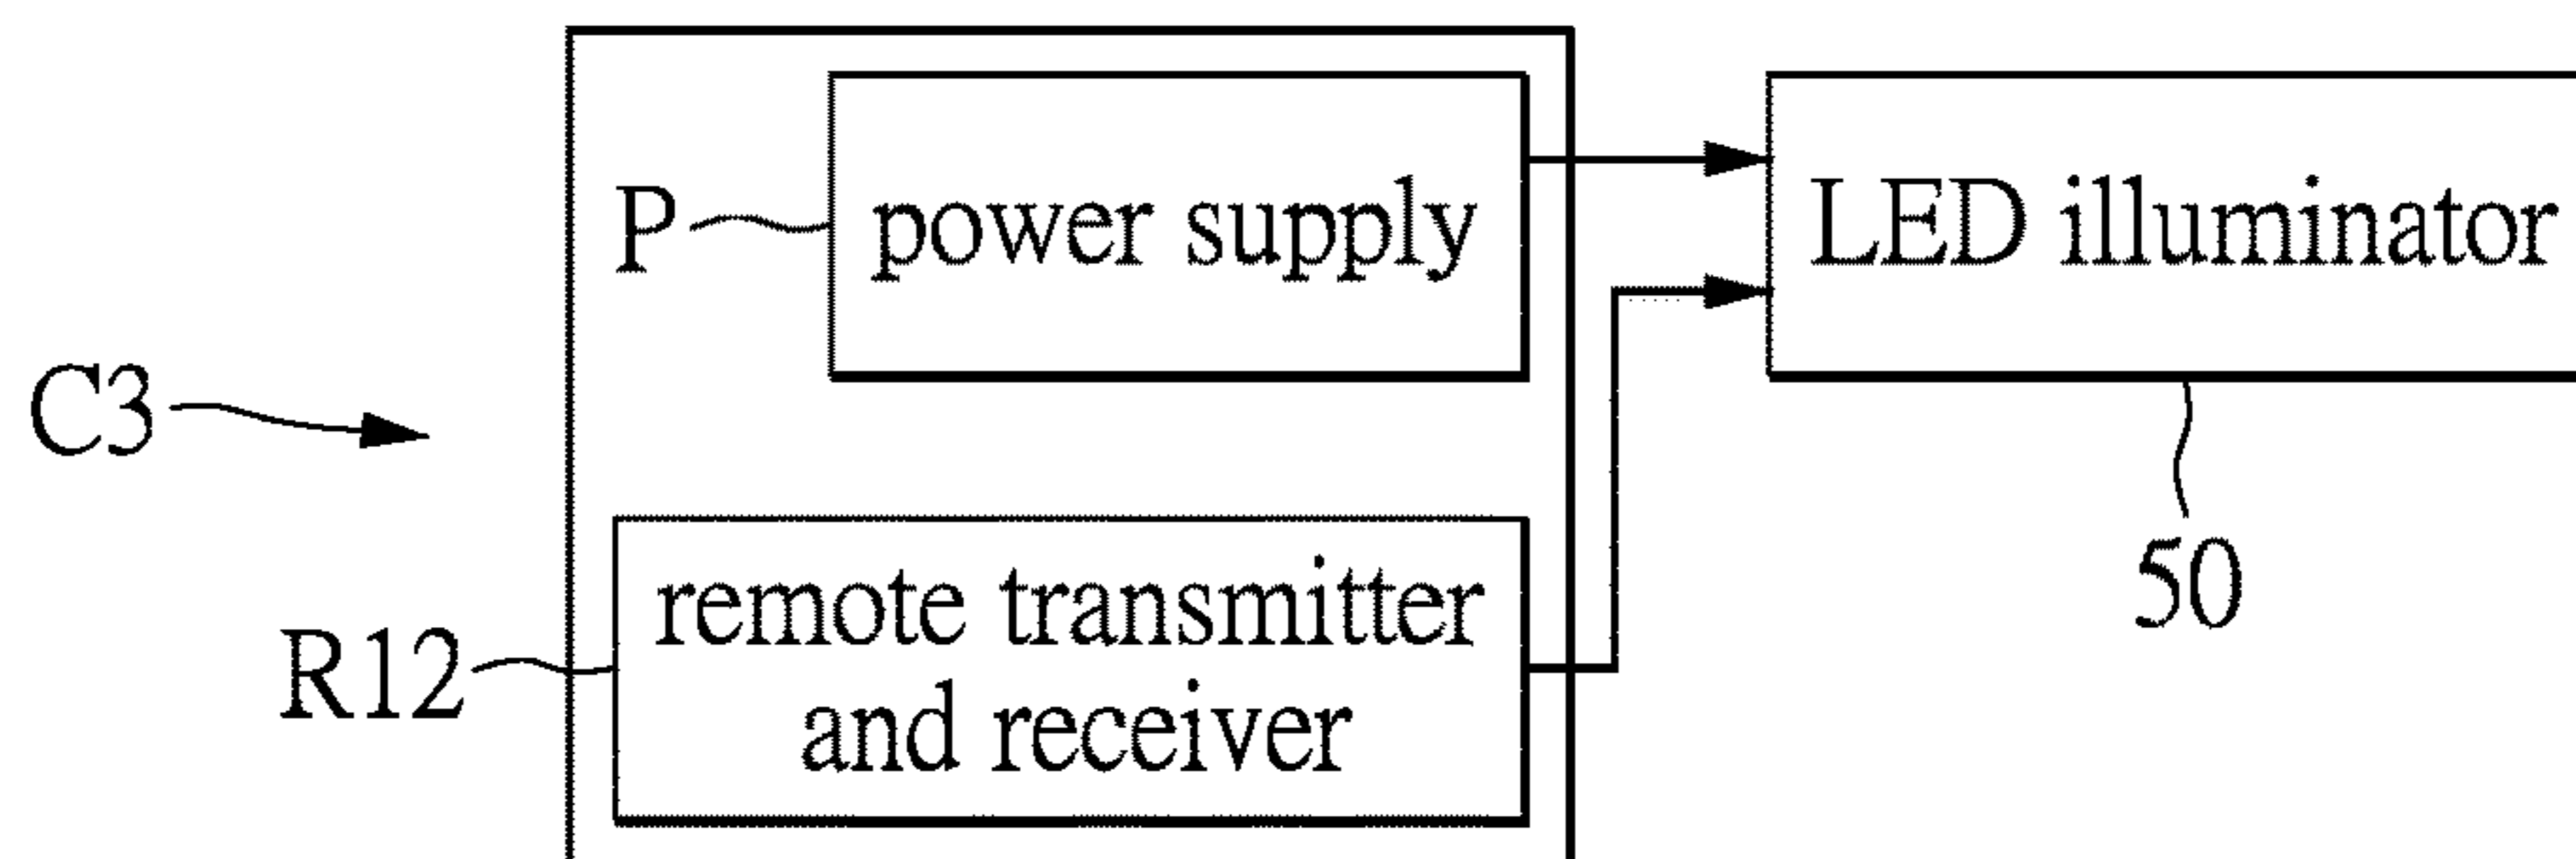 P
power supply
LED illuminator
C3
50
R12
remote transmitter
and receiver